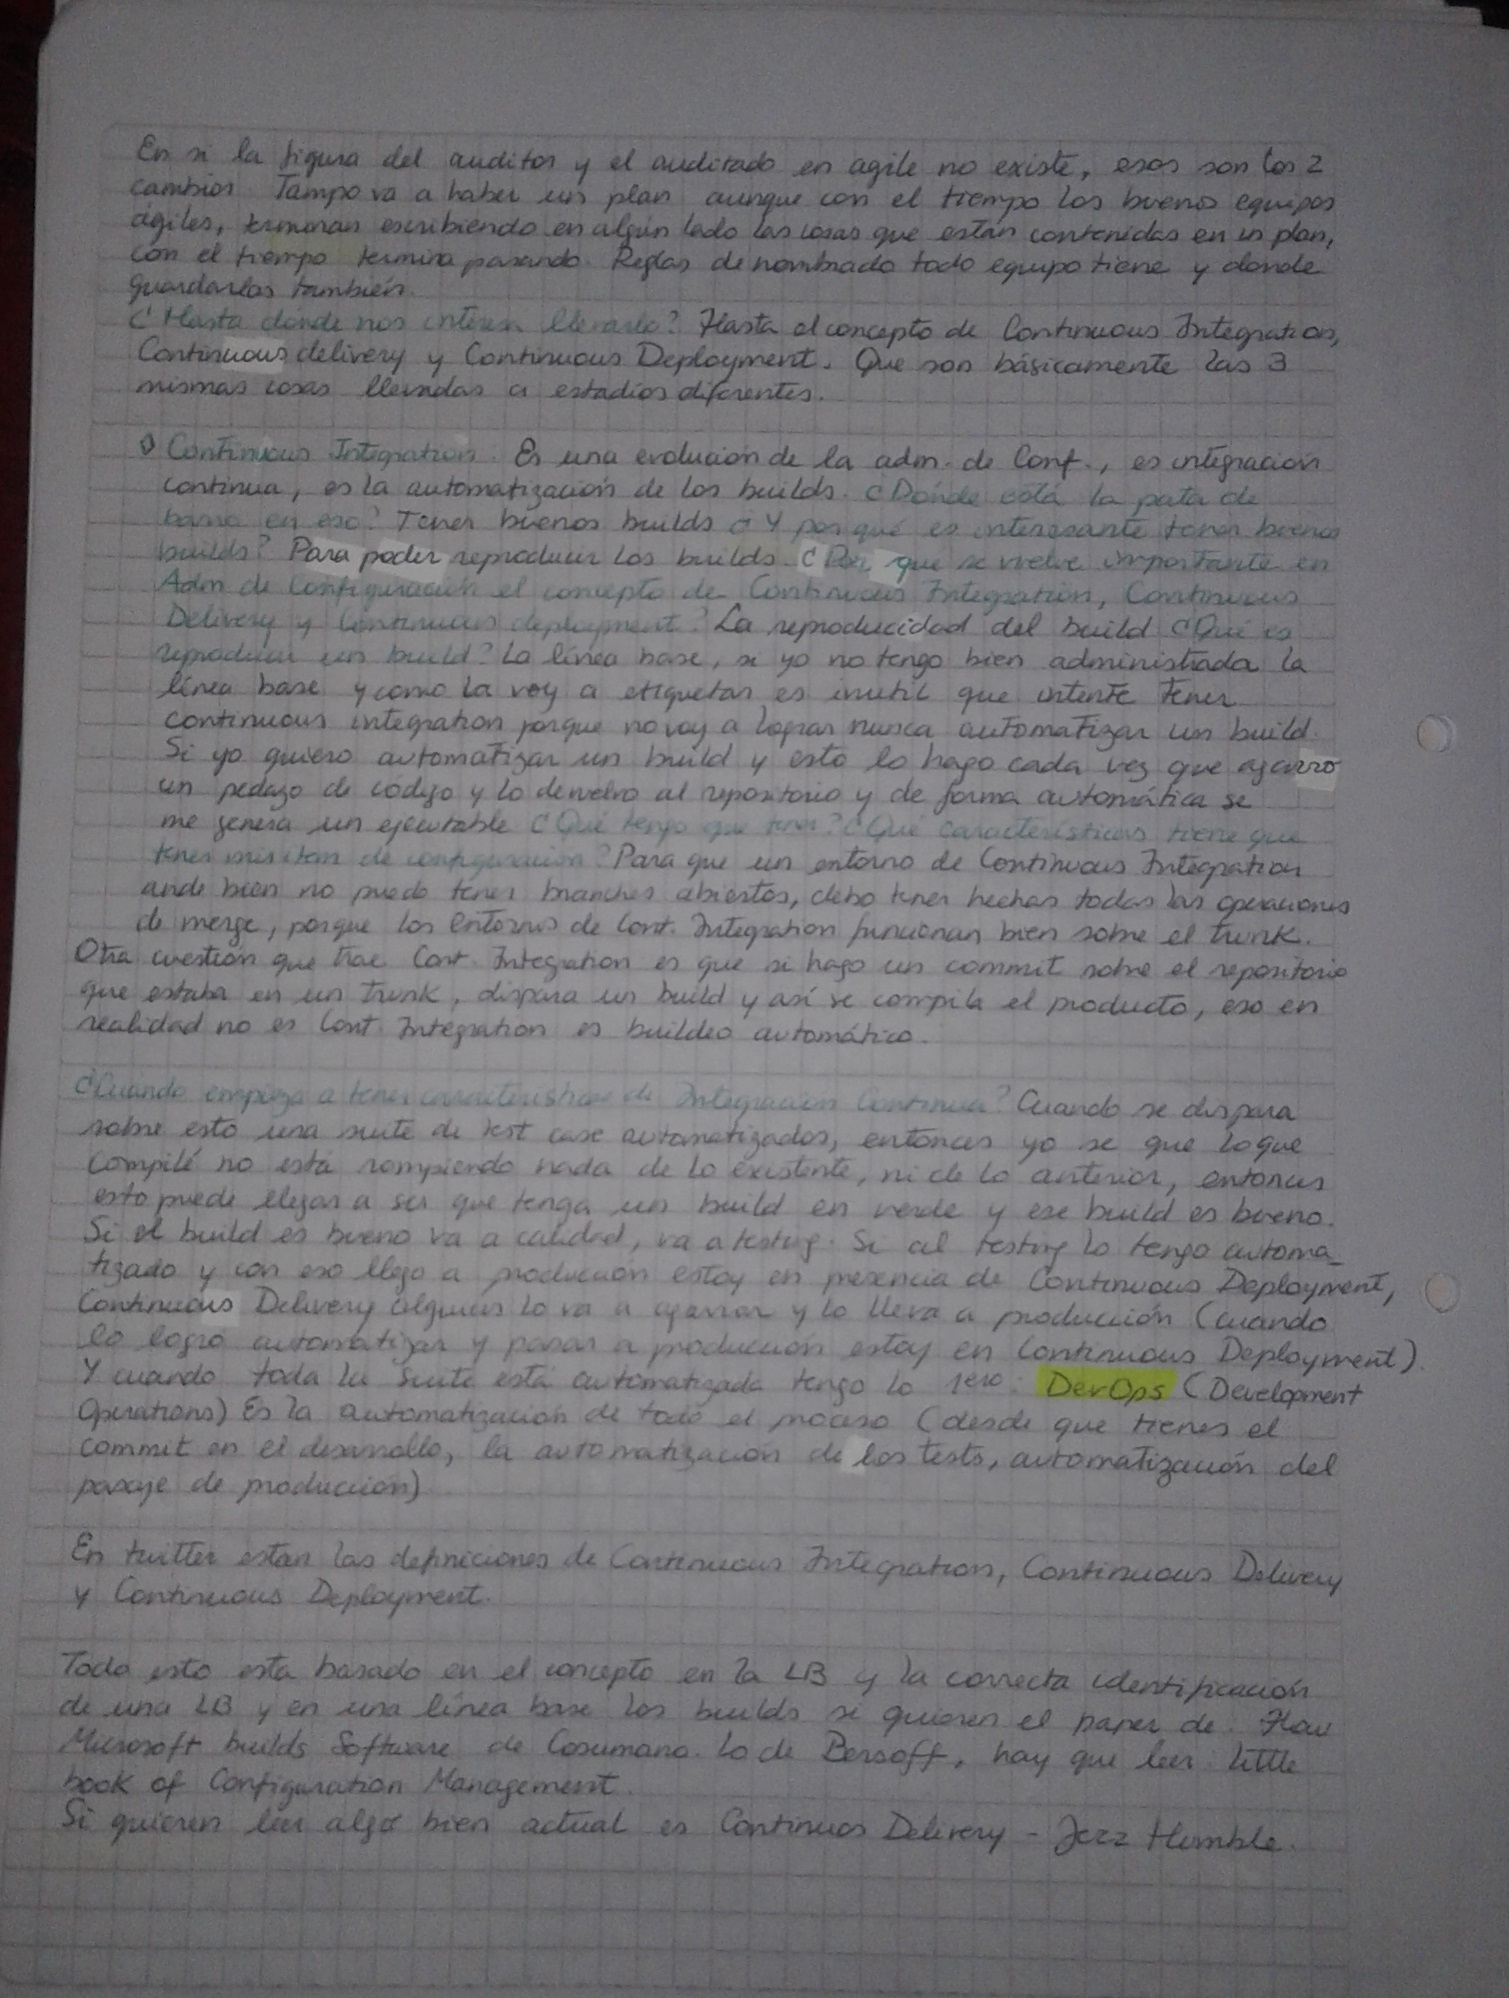 En si la figura del auditor y el auditado en agile no existe, esos son los 2
cambios Tampo va a haber un plan aunque con el tiempo los buenos equipos
ágiles, terminan escribiendo en algún lado las cosas que están contenidas en un plan,
con el tiempo termina pasando. Reglas de nombrado todo equipo tiene y donde
guardarlas también.
¿Hasta dónde nos interesa llevarlo? Hasta el concepto de Continuous Integration,
Continuous delivery y Continuous Deployment. Que son básicamente las 3
mismas cosas llevadas a estadíos diferentes.
Continuous Integration. Es una evolución de la adm. de Conf., es integración
continua, es la automatización de los builds. ¿Dónde está la pata de
barro en eso? Tener buenos builds ¿Y por qué es interesante tener buenos
builds? Para poder reproducir los builds. ¿Por que se vuelve importante en
Adm de Configuración el concepto de Continuous Integration, Continuous
Delivery y Continuous deployment? La reproducidad del build ¿Qué es
reproducir un build? La línea base, si yo no tengo bien administrada la
línea base y como la voy a etiquetar es inutil que intente tener
continuous integration porque no voy a lograr nunca automatizar un build.
Si yo quiero automatizar un build y esto lo hago cada vez que agarro
un pedazo de código y lo devuelvo al repositorio y de forma automática se
me genera un ejecutable ¿Qué tengo que tener? ¿Qué características tiene que
tener mi item de configuración? Para que un entorno de Continuous Integration
ande bien no puedo tener branches abiertos, debo tener hechas todas las operaciones
de merge, porque los entornos de Cont. Integration funcionan bien sobre el trunk.
Otra cuestión que trae Cont. Integration es que si hago un commit sobre el repositorio
que estaba en un trunk, dispara un build y así se compila el producto, eso en
realidad no es Cont. Integration es buildeo automático.
¿Cuándo empieza a tener características de Integración Continua? Cuando se dispara
sobre esto una suite de test case automatizados, entonces yo se que lo que
compilé no está rompiendo nada de lo existente, ni de lo anterior, entonces
esto puede llegar a ser que tenga un build en verde y ese build es bueno.
Si el build es bueno va a calidad, va a testing. Si al testing lo tengo automa_
tizado y con eso llego a producción estoy en presencia de Continuous Deployment,
Continuous Delivery alguien lo va a agarrar y lo lleva a producción (cuando
lo logro automatizar y pasar a producción estoy en Continuous Deployment).
Y cuando toda la suite está automatizada tengo lo : DevOps (Development
Operations) Es la automatización de todo el proceso (desde que tienes el
commit en el desarrollo, la automatización de los tests, automatización del
pasaje de produccion)
En twitter estan las definiciones de Continuous Integration, Continuous Delivery
y Continuous Deployment.
Todo esto esta basado en el concepto en la LB y la correcta identificación
de una LB y en una línea base los builds si quieren el paper de: How
Microsoft builds Software de Cosumano. Lo de Bersoff, hay que leer: little
book of Configuration Management.
Si quieren leer algo bien actual es Continuos Delivery - Jezz Humble.